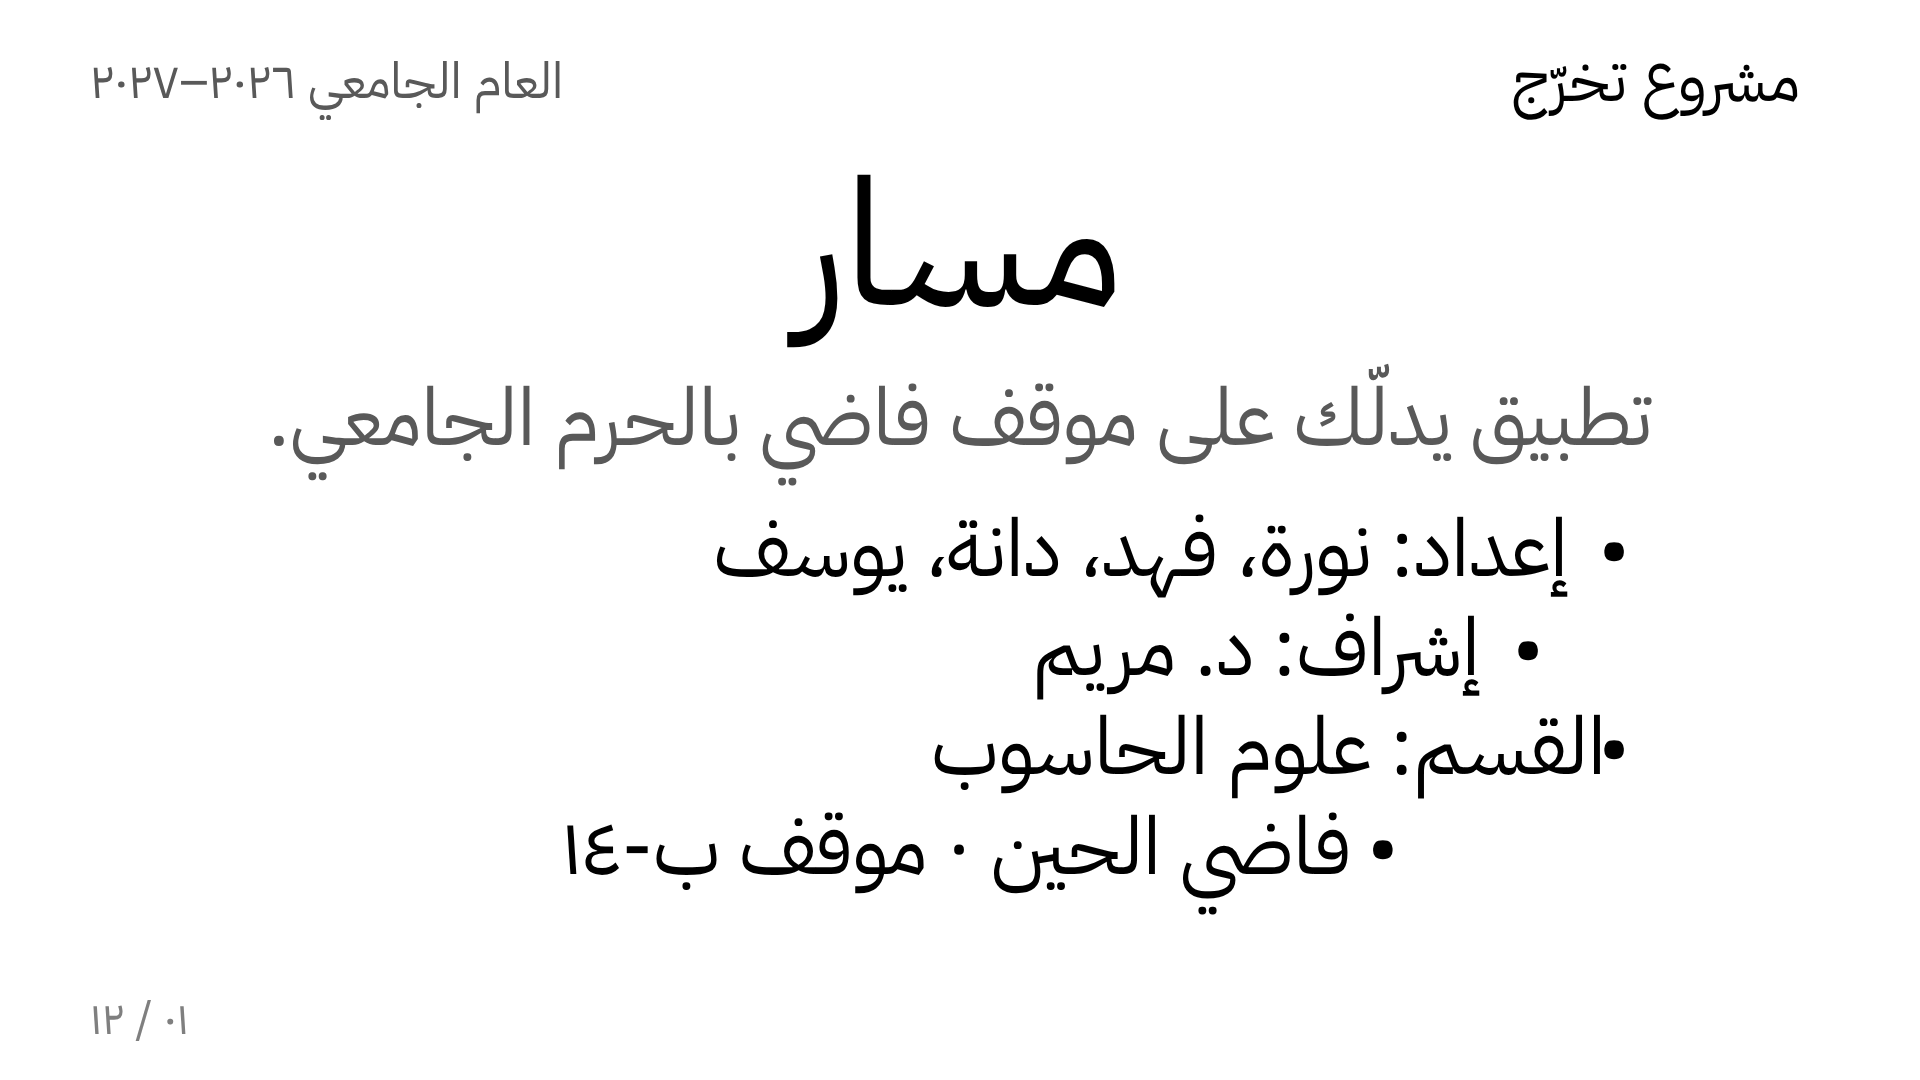 مشروع تخرّج
العام الجامعي ٢٠٢٦–٢٠٢٧
مسار
تطبيق يدلّك على موقف فاضي بالحرم الجامعي.
• إعداد: نورة، فهد، دانة، يوسف
• إشراف: د. مريم
• القسم: علوم الحاسوب
• فاضي الحين · موقف ب-١٤
٠١ / ١٢